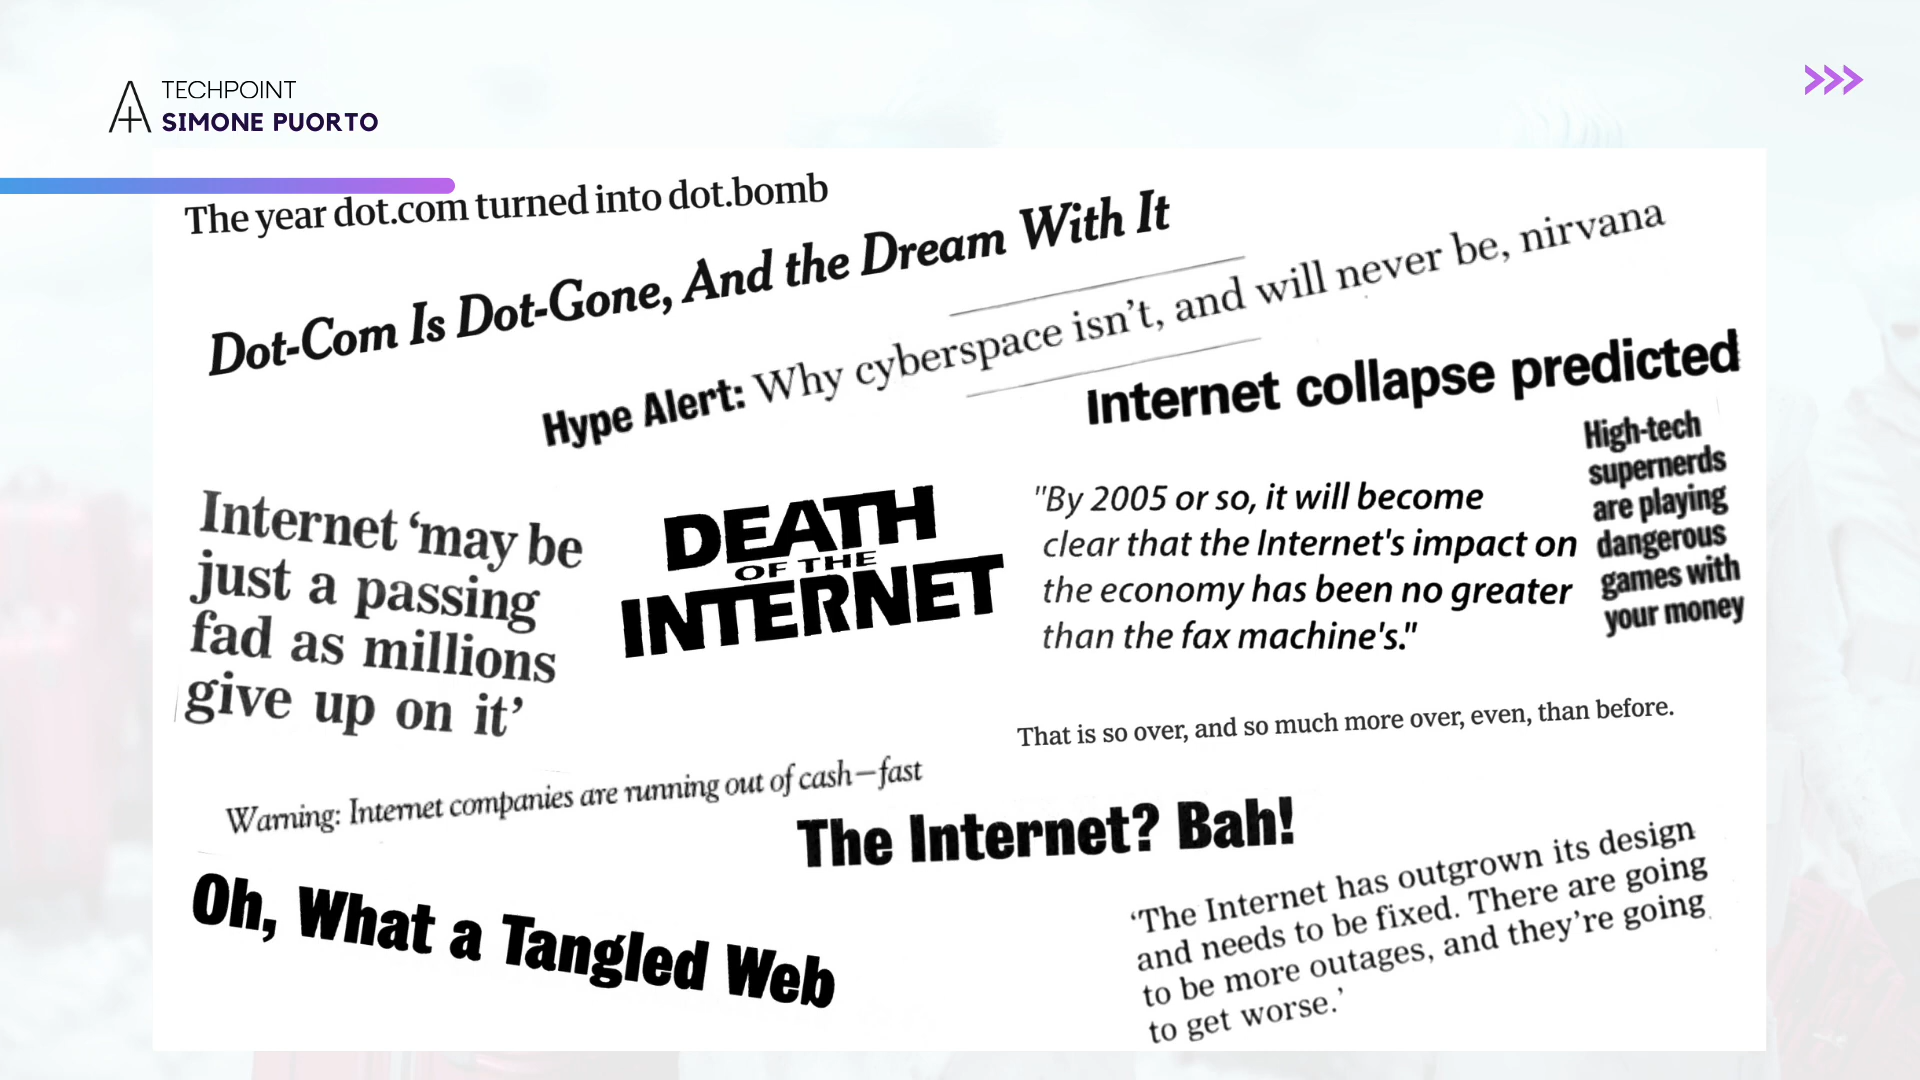 TECHPOINT
SIMONE PUORTO
The year dot.com turned into dot.bomb
Dot-Com Is Dot-Gone, And the Dream With It
Hype Alert: Why cyberspace isn't, and will never be, nirvana
Internet collapse predicted
High-tech
supernerds
are playing
dangerous
games with
your money
Internet ‘may be
just a passing
fad as millions
give up on it’
DEATH
OF THE
INTERNET
"By 2005 or so, it will become
clear that the Internet's impact on
the economy has been no greater
than the fax machine's."
That is so over, and so much more over, even, than before.
Warning: Internet companies are running out of cash—fast
The Internet? Bah!
Oh, What a Tangled Web
‘The Internet has outgrown its design
and needs to be fixed. There are going
to be more outages, and they’re going
to get worse.’